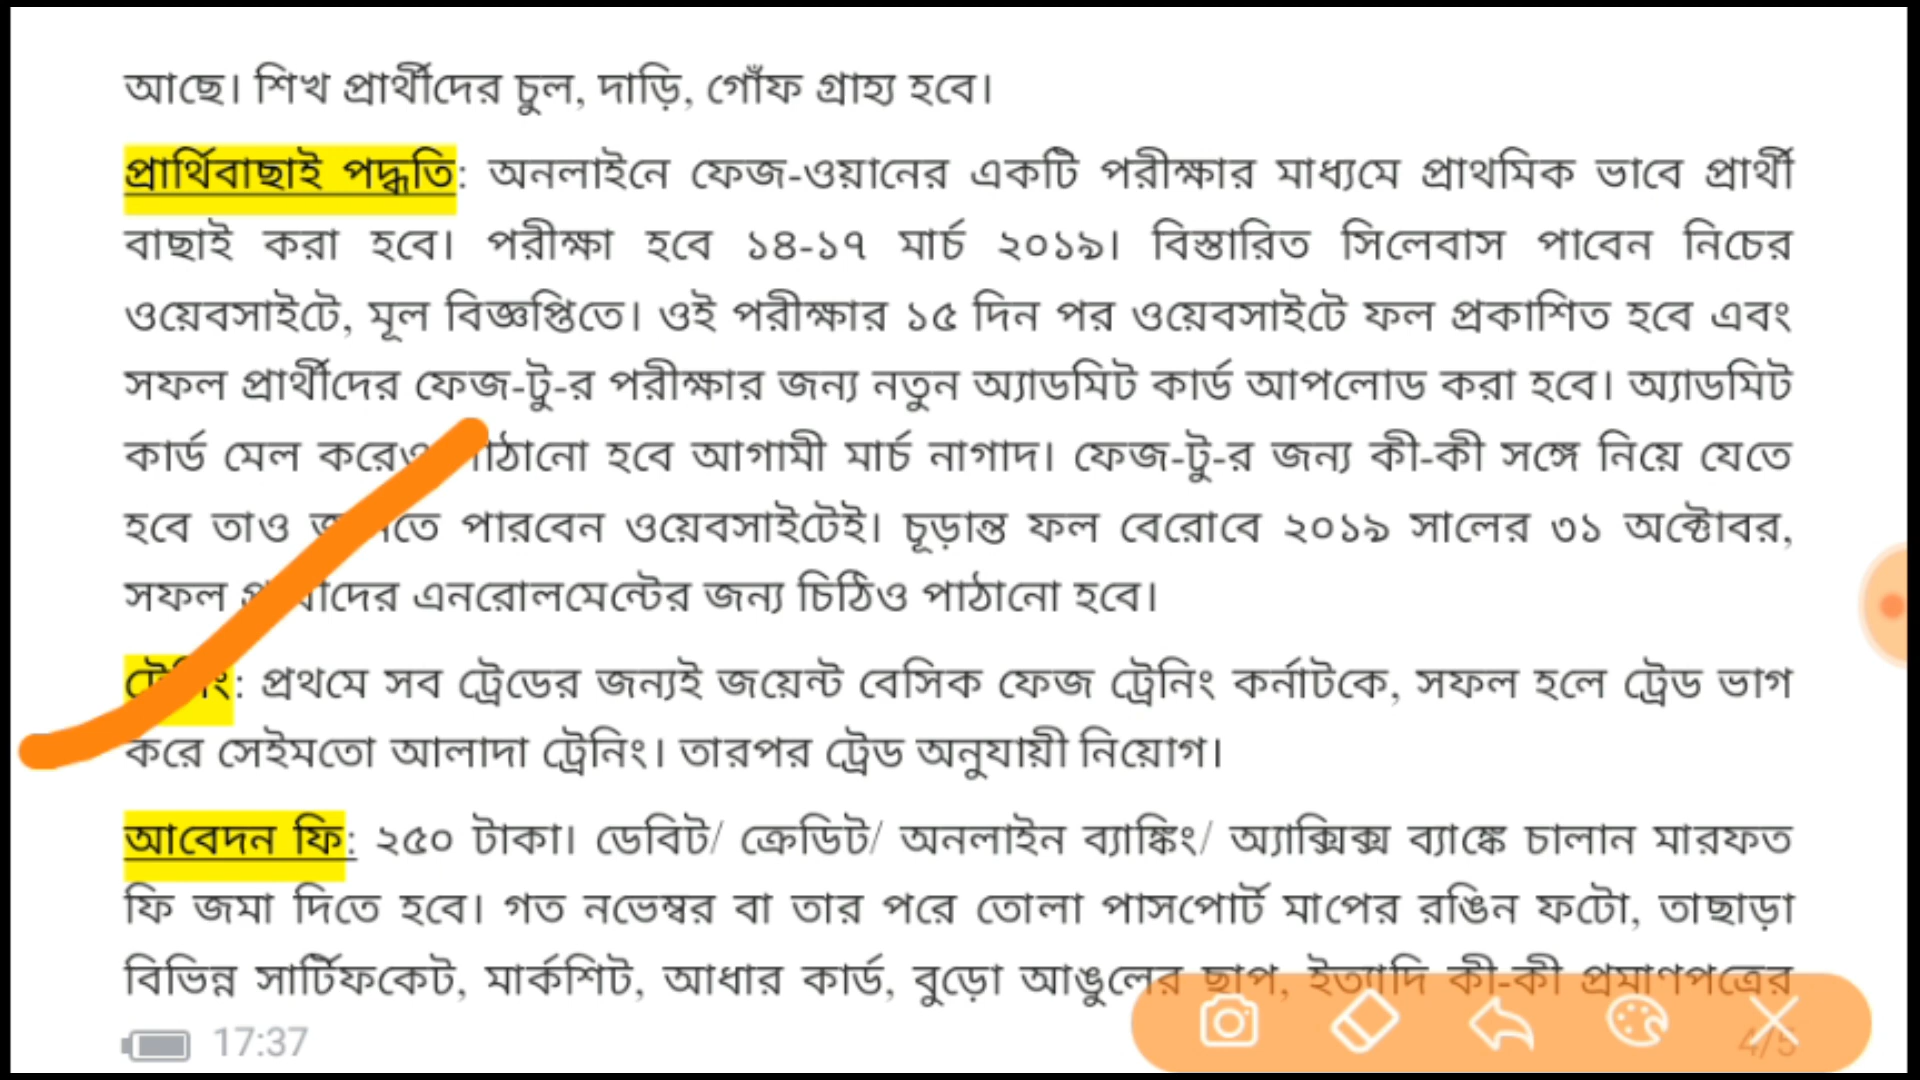 আছে। শিখ প্রার্থীদের চুল, দাড়ি, গোঁফ গ্রাহ্য হবে।
প্রার্থিবাছাই পদ্ধতি: অনলাইনে ফেজ-ওয়ানের একটি পরীক্ষার মাধ্যমে প্রাথমিক ভাবে প্রার্থী
বাছাই করা হবে। পরীক্ষা হবে ১৪-১৭ মার্চ ২০১৯। বিস্তারিত সিলেবাস পাবেন নিচের
ওয়েবসাইটে, মূল বিজ্ঞপ্তিতে। ওই পরীক্ষার ১৫ দিন পর ওয়েবসাইটে ফল প্রকাশিত হবে এবং
সফল প্রার্থীদের ফেজ-টু-র পরীক্ষার জন্য নতুন অ্যাডমিট কার্ড আপলোড করা হবে। অ্যাডমিট
কার্ড মেল করেও পাঠানো হবে আগামী মার্চ নাগাদ। ফেজ-টু-র জন্য কী-কী সঙ্গে নিয়ে যেতে
হবে তাও পারবেন ওয়েবসাইটেই। চূড়ান্ত ফল বেরোবে ২০১৯ সালের ৩১ অক্টোবর,
সফল এনরোলমেন্টের জন্য চিঠিও পাঠানো হবে।
ট্রেনিং: প্রথমে সব ট্রেডের জন্যই জয়েন্ট বেসিক ফেজ ট্রেনিং কর্নাটকে, সফল হলে ট্রেড ভাগ
করে সেইমতো আলাদা ট্রেনিং। তারপর ট্রেড অনুযায়ী নিয়োগ।
আবেদন ফি: ২৫০ টাকা। ডেবিট/ ক্রেডিট/ অনলাইন ব্যাঙ্কিং/ অ্যাক্সিক্স ব্যাঙ্কে চালান মারফত
ফি জমা দিতে হবে। গত নভেম্বর বা তার পরে তোলা পাসপোর্ট মাপের রঙিন ফটো, তাছাড়া
বিভিন্ন সার্টিফকেট, মার্কশিট, আধার কার্ড, বুড়ো আঙুলের ছাপ, ইত্যাদি কী-কী প্রমাণপত্রের
17:37
4/5